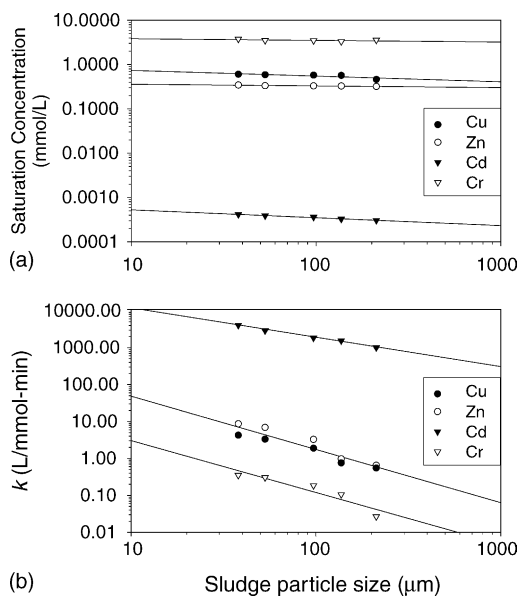 Saturation Concentration
(mmol/L)
10.0000
1.0000
0.1000
0.0100
0.0010
0.0001
Cu
Zn
Cd
Cr
10
100
1000
(a)
k (L/mmol-min)
10000.00
1000.00
100.00
10.00
1.00
0.10
0.01
Cu
Zn
Cd
Cr
10
100
1000
Sludge particle size (μm)
(b)